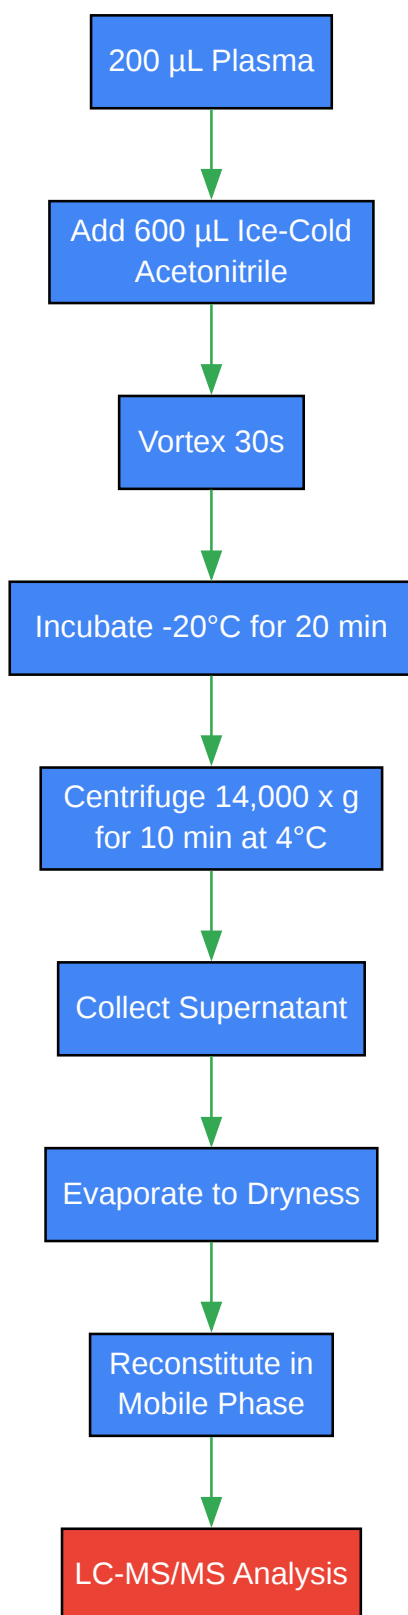 200 µL Plasma
Add 600 µL Ice-Cold
Acetonitrile
Vortex 30s
Incubate -20°C for 20 min
Centrifuge 14,000 x g
for 10 min at 4°C
Collect Supernatant
Evaporate to Dryness
Reconstitute in
Mobile Phase
LC-MS/MS Analysis